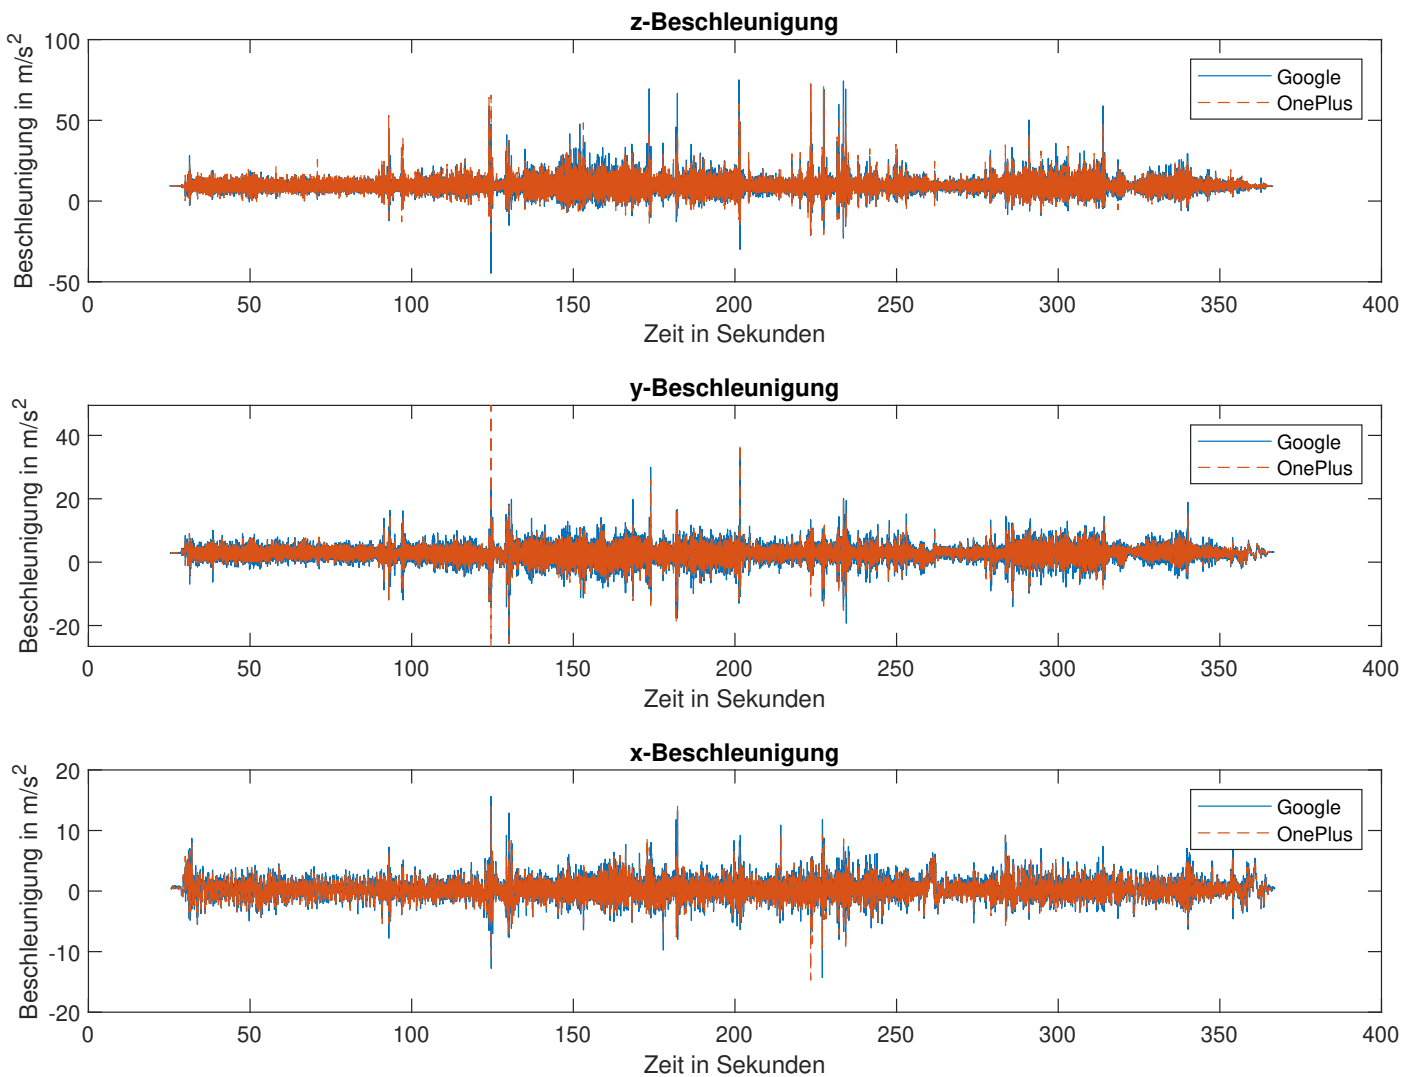 z-Beschleunigung
Beschleunigung in m/s²
100
50
0
-50
Google
OnePlus
0 50 100 150 200 250 300 350 400
Zeit in Sekunden
y-Beschleunigung
Beschleunigung in m/s²
40
20
0
-20
Google
OnePlus
0 50 100 150 200 250 300 350 400
Zeit in Sekunden
x-Beschleunigung
Beschleunigung in m/s²
20
10
0
-10
-20
Google
OnePlus
0 50 100 150 200 250 300 350 400
Zeit in Sekunden